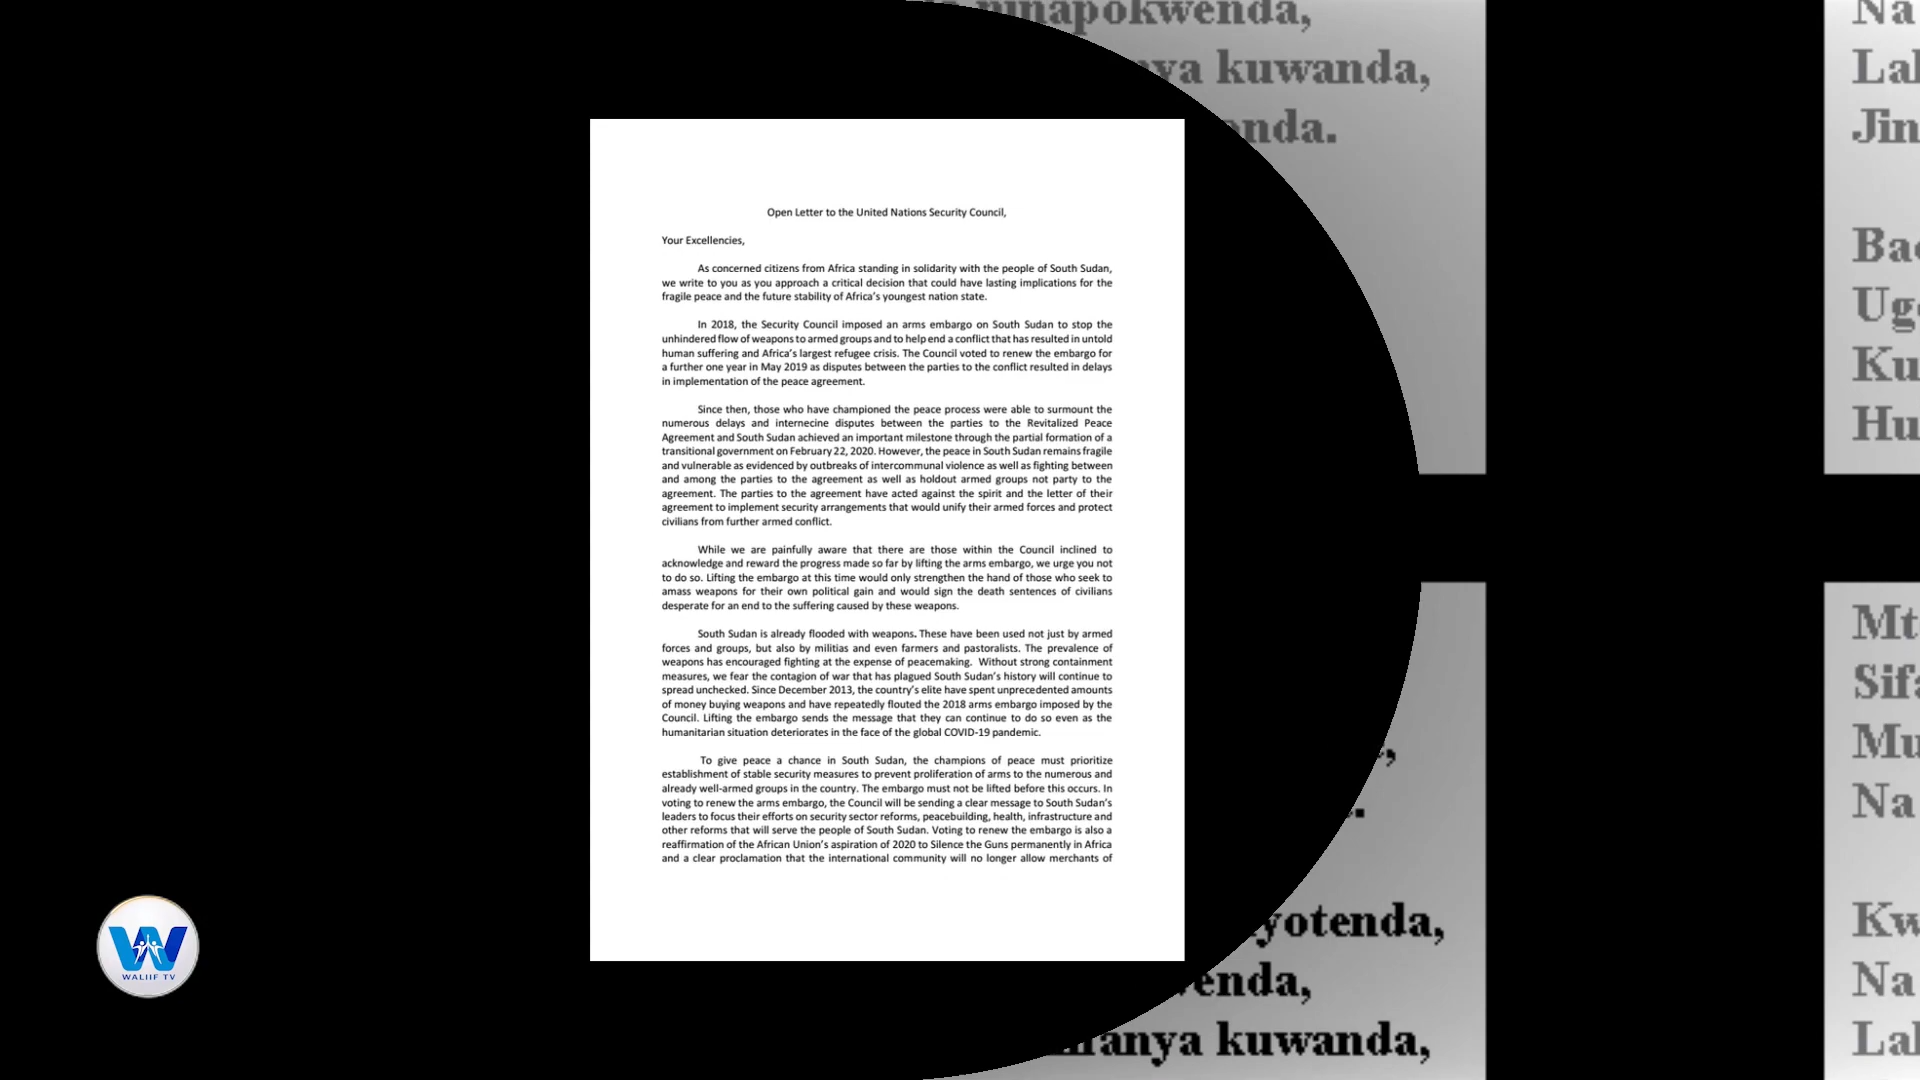 Open Letter to the United Nations Security Council,
Your Excellencies,
As concerned citizens from Africa standing in solidarity with the people of South Sudan,
we write to you as you approach a critical decision that could have lasting implications for the
fragile peace and the future stability of Africa's youngest nation state.
In 2018, the Security Council imposed an arms embargo on South Sudan to stop the
unhindered flow of weapons to armed groups and to help end a conflict that has resulted in untold
human suffering and Africa's largest refugee crisis. The Council voted to renew the embargo for
a further one year in May 2019 as disputes between the parties to the conflict resulted in delays
in implementation of the peace agreement.
Since then, those who have championed the peace process were able to surmount the
numerous delays and internecine disputes between the parties to the Revitalized Peace
Agreement and South Sudan achieved an important milestone through the partial formation of a
transitional government on February 22, 2020. However, the peace in South Sudan remains fragile
and vulnerable as evidenced by outbreaks of intercommunal violence as well as fighting between
and among the parties to the agreement as well as holdout armed groups not party to the
agreement. The parties to the agreement have acted against the spirit and the letter of their
agreement to implement security arrangements that would unify their armed forces and protect
civilians from further armed conflict.
While we are painfully aware that there are those within the Council inclined to
acknowledge and reward the progress made so far by lifting the arms embargo, we urge you not
to do so. Lifting the embargo at this time would only strengthen the hand of those who seek to
amass weapons for their own political gain and would sign the death sentences of civilians
desperate for an end to the suffering caused by these weapons.
South Sudan is already flooded with weapons. These have been used not just by armed
forces and groups, but also by militias and even farmers and pastoralists. The prevalence of
weapons has encouraged fighting at the expense of peacemaking. Without strong containment
measures, we fear the contagion of war that has plagued South Sudan's history will continue to
spread unchecked. Since December 2013, the country's elite have spent unprecedented amounts
of money buying weapons and have repeatedly flouted the 2018 arms embargo imposed by the
Council. Lifting the embargo sends the message that they can continue to do so even as the
humanitarian situation deteriorates in the face of the global COVID-19 pandemic.
To give peace a chance in South Sudan, the champions of peace must prioritize
establishment of stable security measures to prevent proliferation of arms to the numerous and
already well-armed groups in the country. The embargo must not be lifted before this occurs. In
voting to renew the arms embargo, the Council will be sending a clear message to South Sudan's
leaders to focus their efforts on security sector reforms, peacebuilding, health, infrastructure and
other reforms that will serve the people of South Sudan. Voting to renew the embargo is also a
reaffirmation of the African Union's aspiration of 2020 to Silence the Guns permanently in Africa
and a clear proclamation that the international community will no longer allow merchants of
kuwanda,
kuwanda,
Na
Na
Na
WALIIF TV